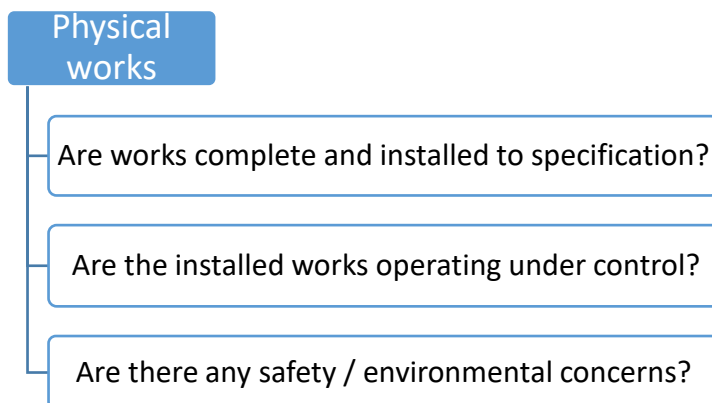 Physical
works
Are works complete and installed to specification?
Are the installed works operating under control?
Are there any safety / environmental concerns?